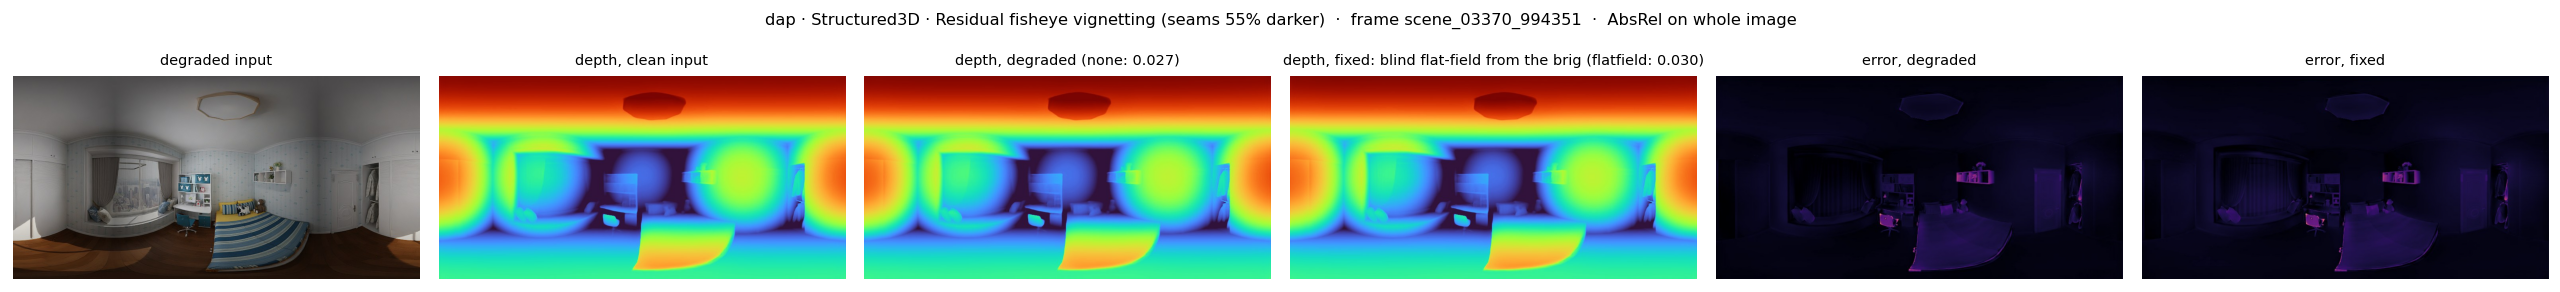 dap · Structured3D · Residual fisheye vignetting (seams 55% darker) · frame scene_03370_994351 · AbsRel on whole image
degraded input
depth, clean input
depth, degraded (none: 0.027)
depth, fixed: blind flat-field from the brig (flatfield: 0.030)
error, degraded
error, fixed